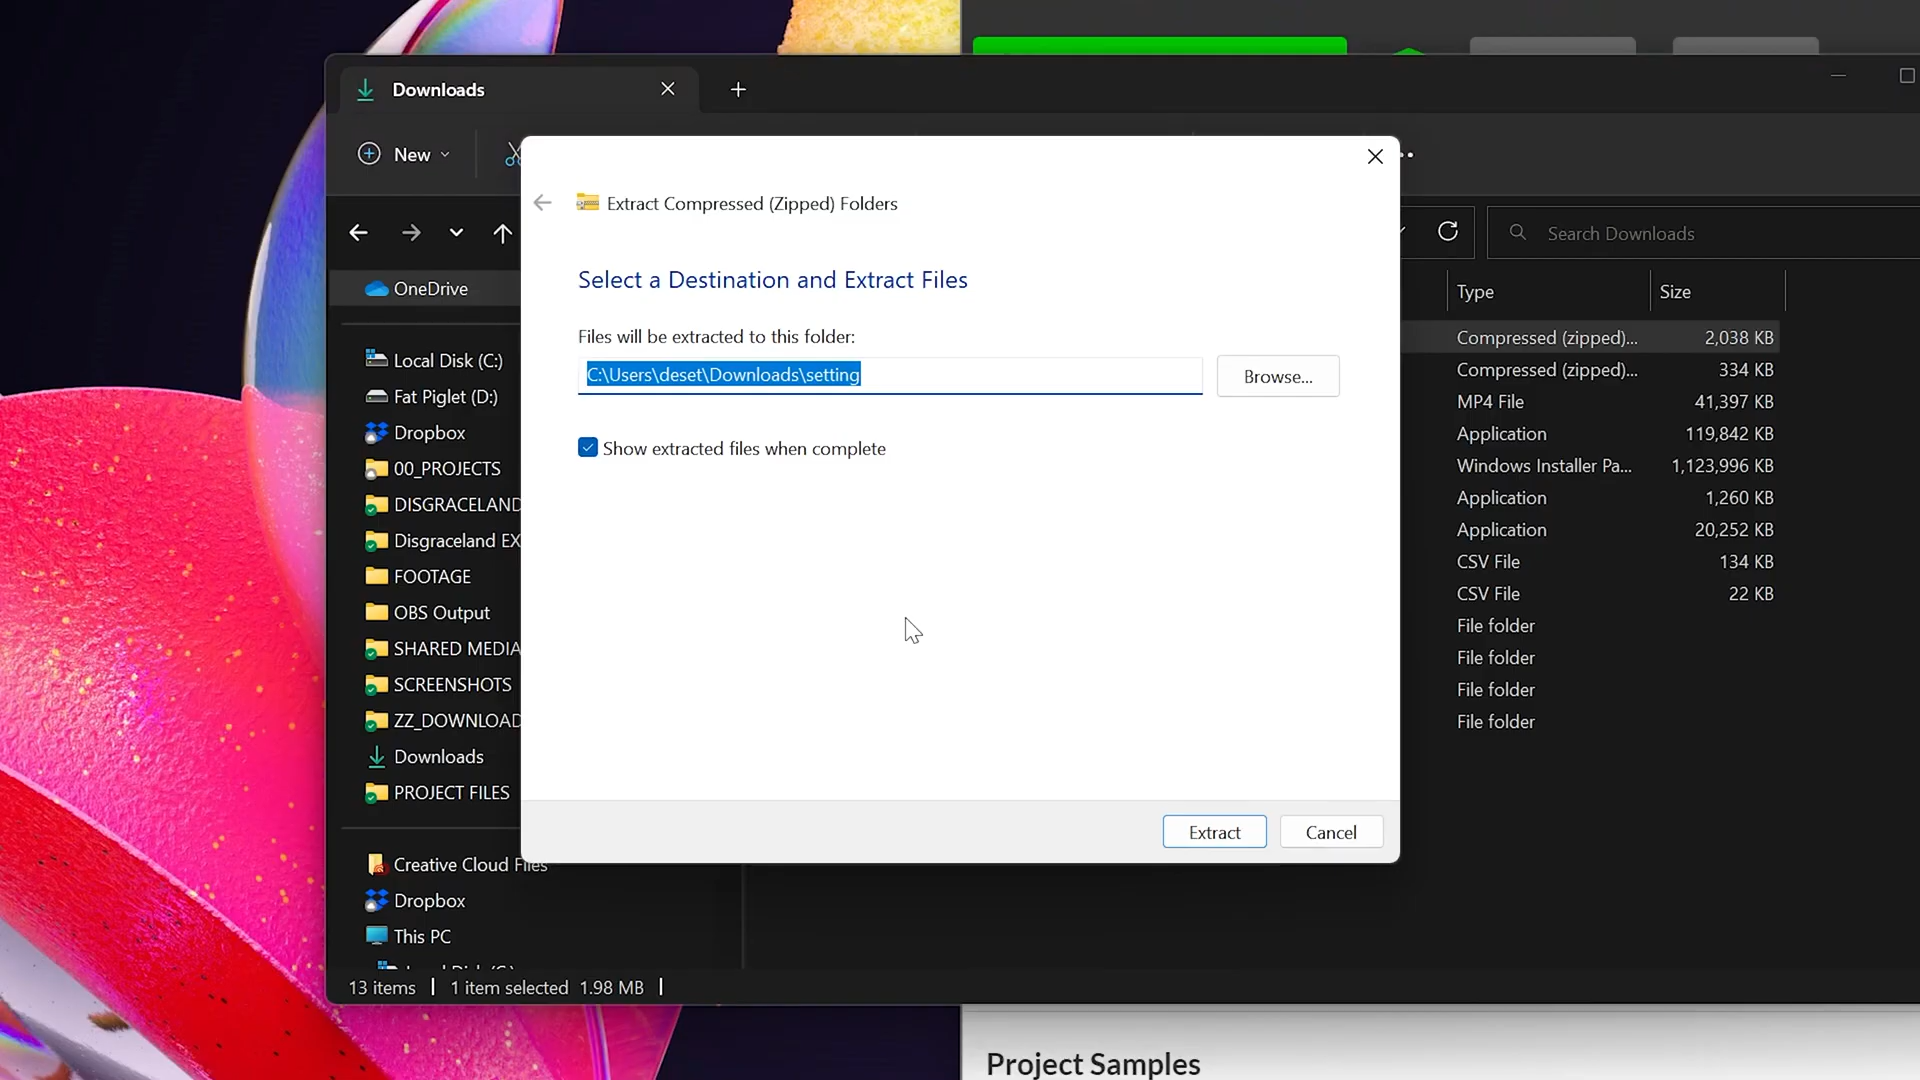 Downloads
New
Extract Compressed (Zipped) Folders
Select a Destination and Extract Files
Files will be extracted to this folder:
C:\Users\deset\Downloads\setting
Browse...
Show extracted files when complete
Extract
Cancel
Search Downloads
OneDrive
Local Disk (C:)
Fat Piglet (D:)
Dropbox
00_PROJECTS
DISGRACELAND
Disgraceland EX
FOOTAGE
OBS Output
SHARED MEDIA
SCREENSHOTS
ZZ_DOWNLOAD
Downloads
PROJECT FILES
Creative Cloud Files
Dropbox
This PC
Type Size
Compressed (zipped)... 2,038 KB
Compressed (zipped)... 334 KB
MP4 File 41,397 KB
Application 119,842 KB
Windows Installer Pa... 1,123,996 KB
Application 1,260 KB
Application 20,252 KB
CSV File 134 KB
CSV File 22 KB
File folder
File folder
File folder
File folder
13 items 1 item selected 1.98 MB
Project Samples